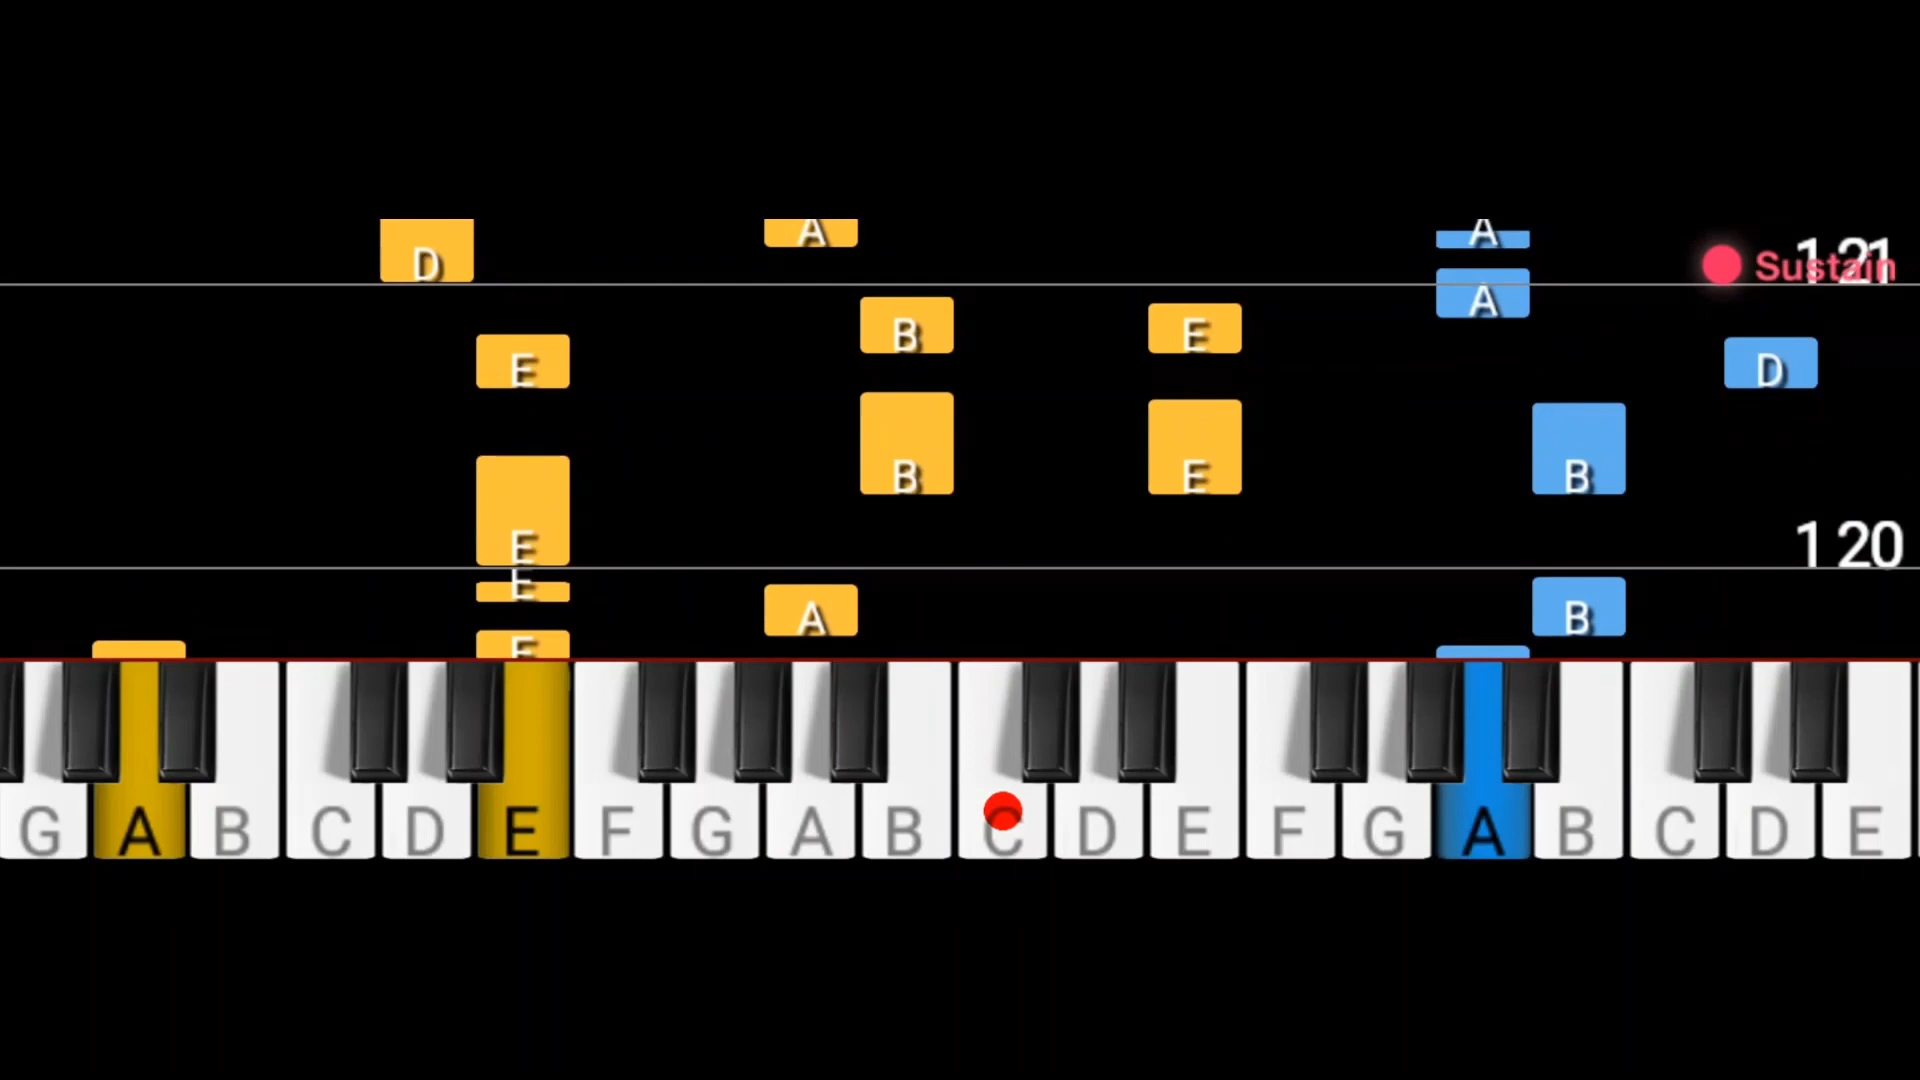 D A A 121
Sustain
A
B E
E D
B E B
E 120
E
A B
E
G A B C D E F G A B C D E F G A B C D E